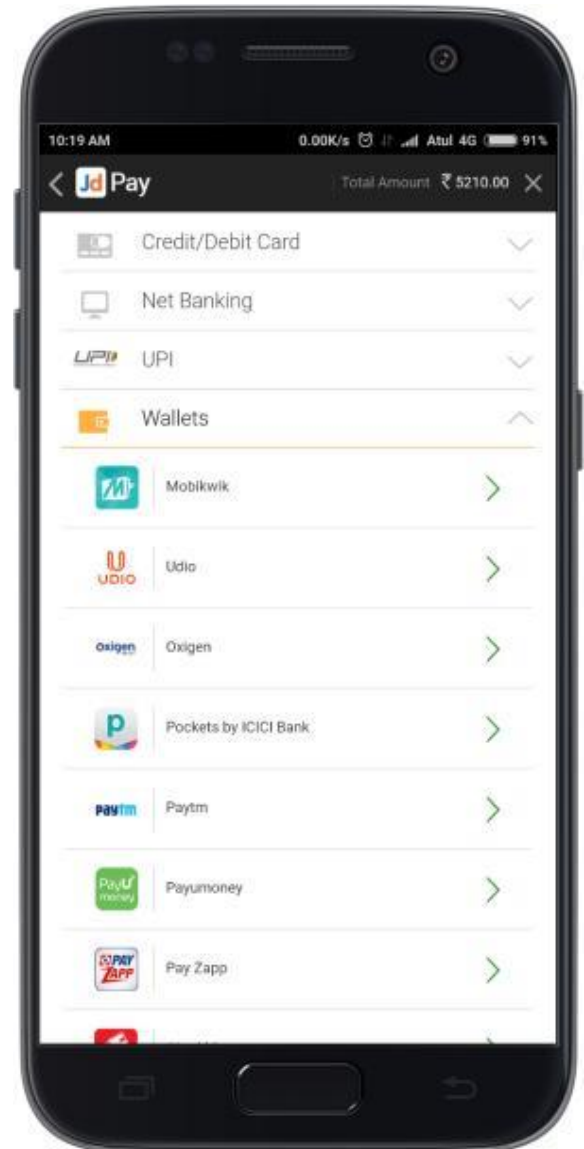 10:19 AM 0.00K/s Atul 4G 91%
Jd Pay Total Amount ₹ 5210.00
Credit/Debit Card
Net Banking
UPI UPI
Wallets
Mobikwik
UDIO Udio
oxigen Oxigen
p Pockets by ICICI Bank
Paytm Paytm
PayU money Payumoney
PAY ZAPP Pay Zapp